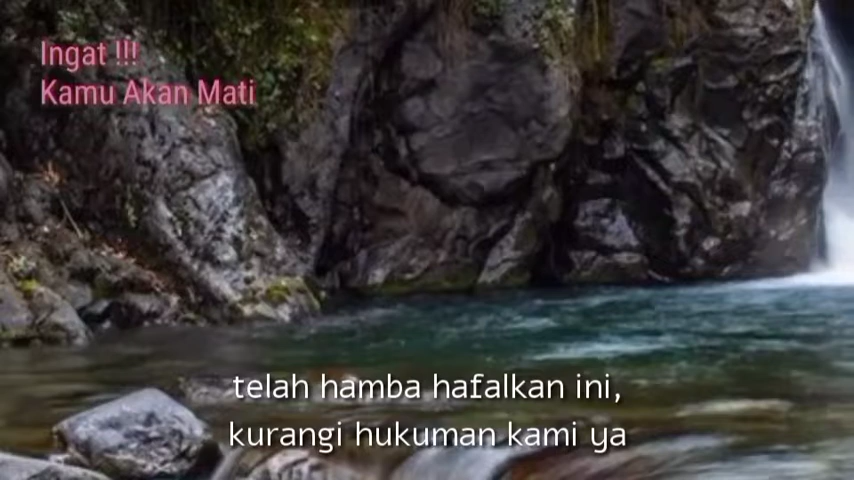 Ingat !!!
Kamu Akan Mati
telah hamba hafalkan ini,
kurangi hukuman kami ya